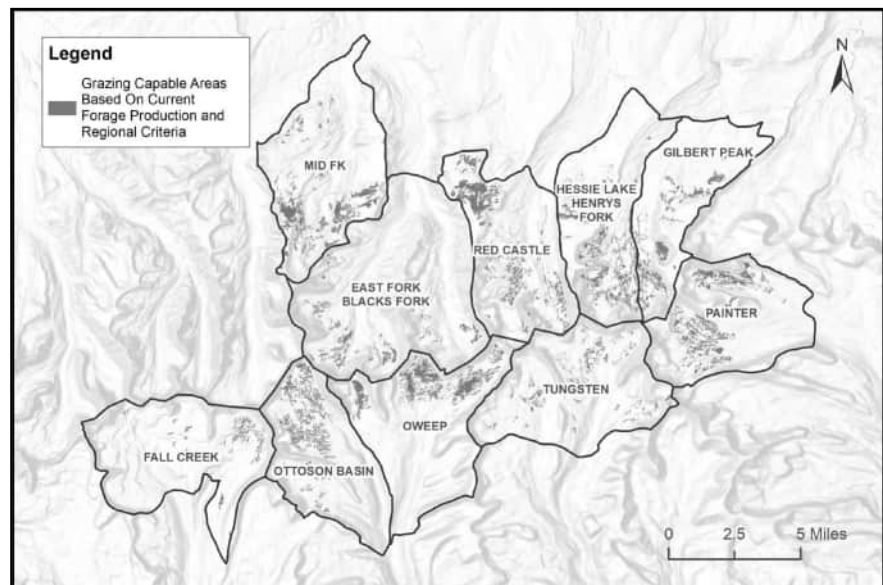 Legend
Grazing Capable Areas
Based On Current
Forage Production and
Regional Criteria
N
MID FK
GILBERT PEAK
HESSIE LAKE
HENRYS
FORK
RED CASTLE
EAST FORK
BLACKS FORK
PAINTER
TUNGSTEN
OWEEP
FALL CREEK
OTTOSON BASIN
0 2.5 5 Miles